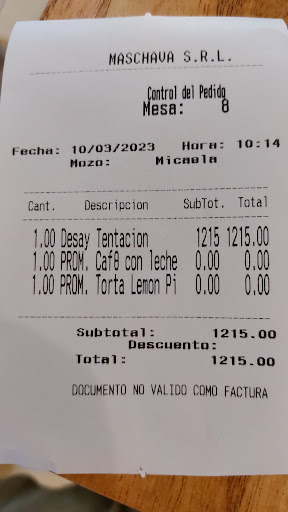 MASCHAVA S.R.L.
Control del Pedido
Mesa: 8
Fecha: 10/03/2023 Hora: 10:14
Mozo: Micaela
Cant. Descripcion SubTot. Total
1.00 Desay Tentacion 1215 1215.00
1.00 PROM. Caf0 con leche 0.00 0.00
1.00 PROM. Torta Lemon Pi 0.00 0.00
Subtotal: 1215.00
Descuento:
Total: 1215.00
DOCUMENTO NO VALIDO COMO FACTURA